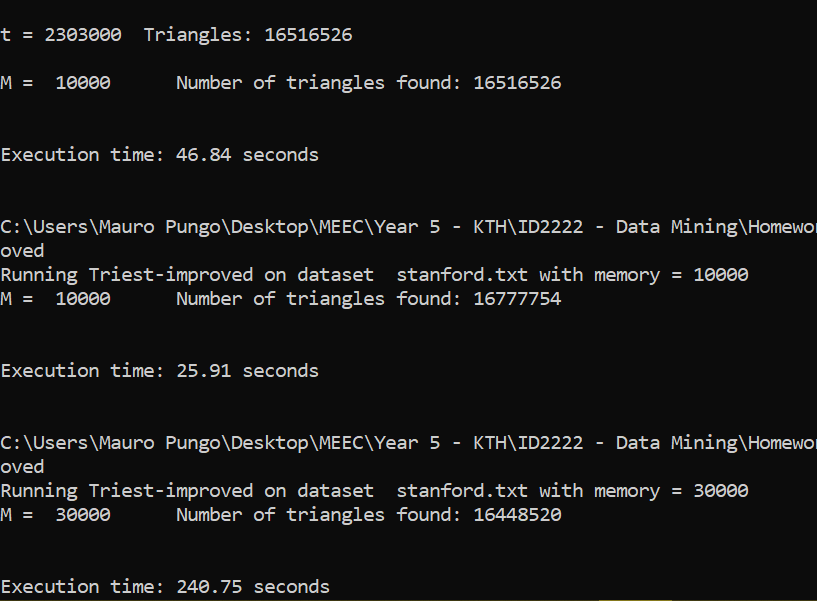 t = 2303000  Triangles: 16516526
M =  10000      Number of triangles found: 16516526
Execution time: 46.84 seconds
C:\Users\Mauro Pungo\Desktop\MEEC\Year 5 - KTH\ID2222 - Data Mining\Homewor
oved
Running Triest-improved on dataset  stanford.txt with memory = 10000
M =  10000      Number of triangles found: 16777754
Execution time: 25.91 seconds
C:\Users\Mauro Pungo\Desktop\MEEC\Year 5 - KTH\ID2222 - Data Mining\Homewor
oved
Running Triest-improved on dataset  stanford.txt with memory = 30000
M =  30000      Number of triangles found: 16448520
Execution time: 240.75 seconds